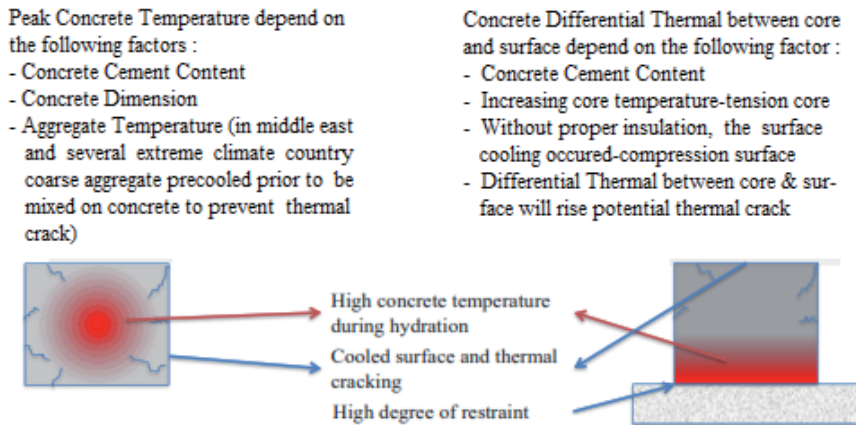 Peak Concrete Temperature depend on
the following factors :
- Concrete Cement Content
- Concrete Dimension
- Aggregate Temperature (in middle east
and several extreme climate country
coarse aggregate precooled prior to be
mixed on concrete to prevent thermal
crack)
Concrete Differential Thermal between core
and surface depend on the following factor :
- Concrete Cement Content
- Increasing core temperature-tension core
- Without proper insulation, the surface
cooling occured-compression surface
- Differential Thermal between core & sur-
face will rise potential thermal crack
High concrete temperature
during hydration
Cooled surface and thermal
cracking
High degree of restraint